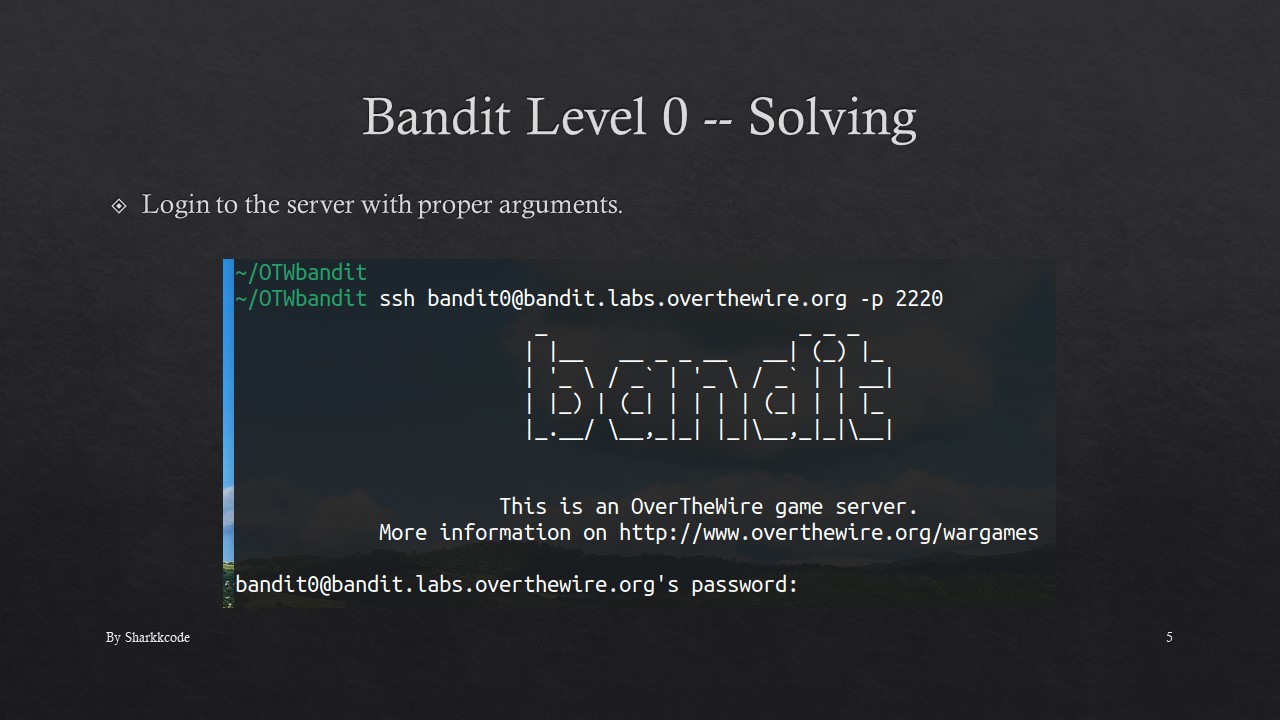 Bandit Level 0 -- Solving
Login to the server with proper arguments.
~/OTWbandit
~/OTWbandit ssh bandit0@bandit.labs.overthewire.org -p 2220
bandit
This is an OverTheWire game server.
More information on http://www.overthewire.org/wargames
bandit0@bandit.labs.overthewire.org's password:
By Sharkkcode
5